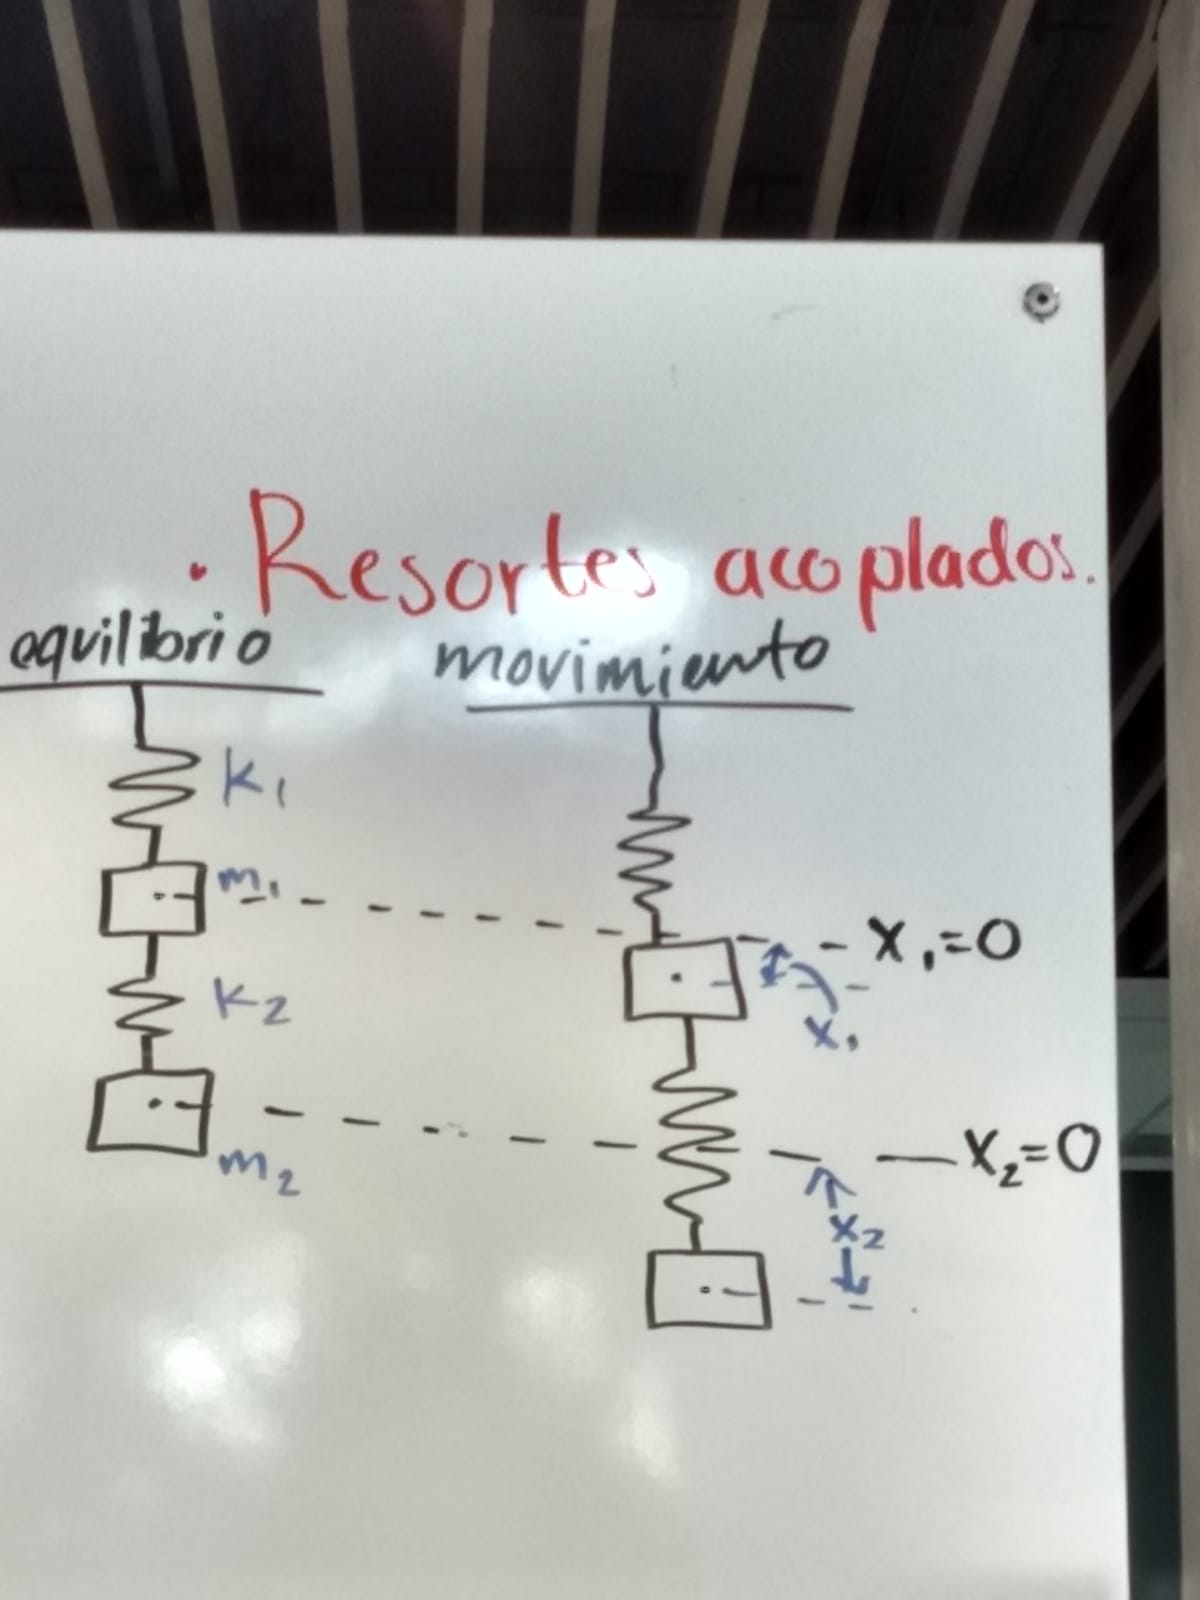 . Resortes acoplados.
equilibrio movimiento
k1
m1
x1=0
k2
x1
x2=0
m2
x2